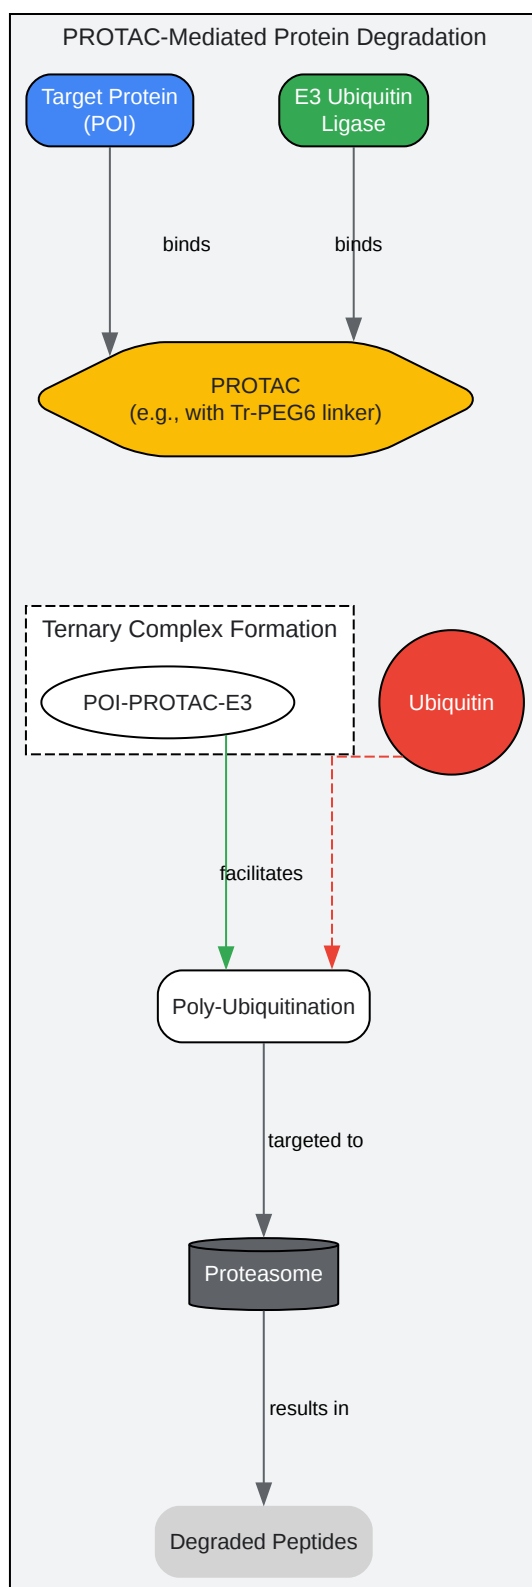 PROTAC-Mediated Protein Degradation
Target Protein
(POI)
E3 Ubiquitin
Ligase
binds
binds
PROTAC
(e.g., with Tr-PEG6 linker)
Ternary Complex Formation
POI-PROTAC-E3
Ubiquitin
facilitates
Poly-Ubiquitination
targeted to
Proteasome
results in
Degraded Peptides